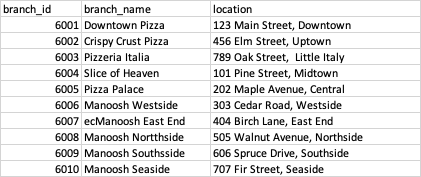 branch_id branch_name location
6001 Downtown Pizza 123 Main Street, Downtown
6002 Crispy Crust Pizza 456 Elm Street, Uptown
6003 Pizzeria Italia 789 Oak Street,  Little Italy
6004 Slice of Heaven 101 Pine Street, Midtown
6005 Pizza Palace 202 Maple Avenue, Central
6006 Manoosh Westside 303 Cedar Road, Westside
6007 ecManoosh East End 404 Birch Lane, East End
6008 Manoosh Northside 505 Walnut Avenue, Northside
6009 Manoosh Southsside 606 Spruce Drive, Southside
6010 Manoosh Seaside 707 Fir Street, Seaside